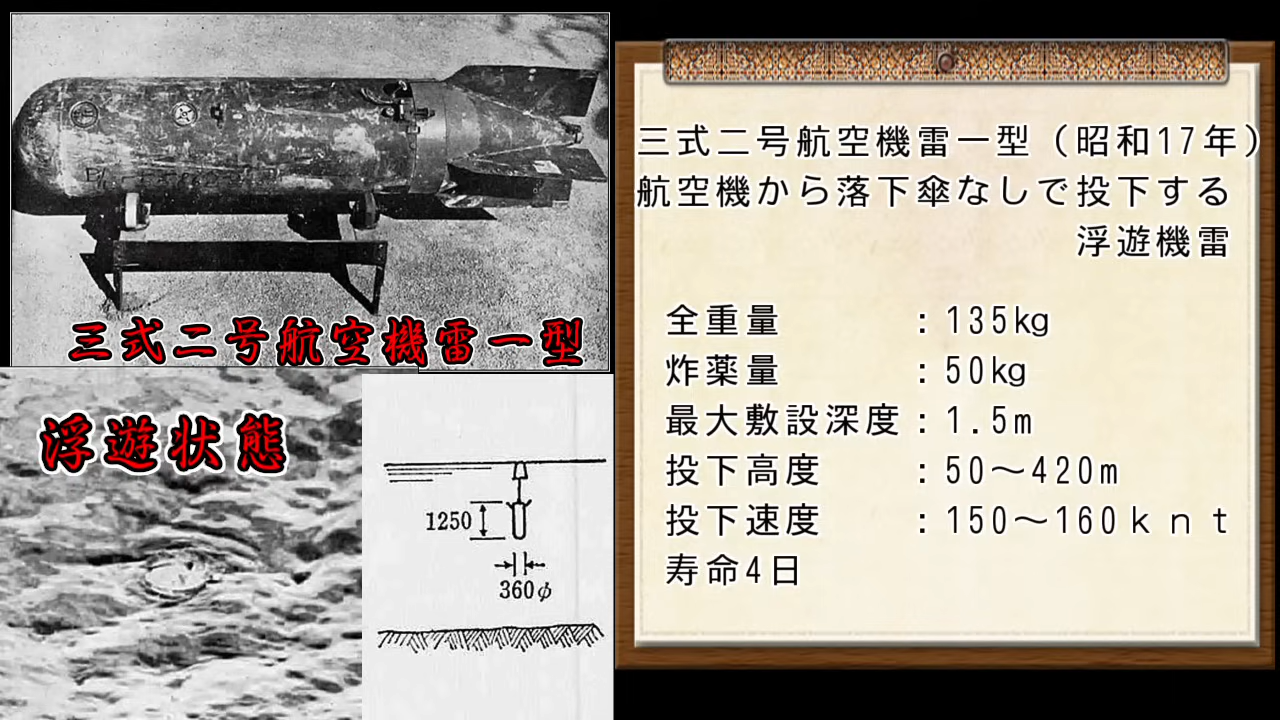 三式二号航空機雷一型
浮遊状態
1250
360φ
三式二号航空機雷一型（昭和17年）
航空機から落下傘なしで投下する
浮遊機雷
全重量　　　：135kg
炸薬量　　　：50kg
最大敷設深度：1.5m
投下高度　　：50～420m
投下速度　　：150～160ｋｎｔ
寿命4日